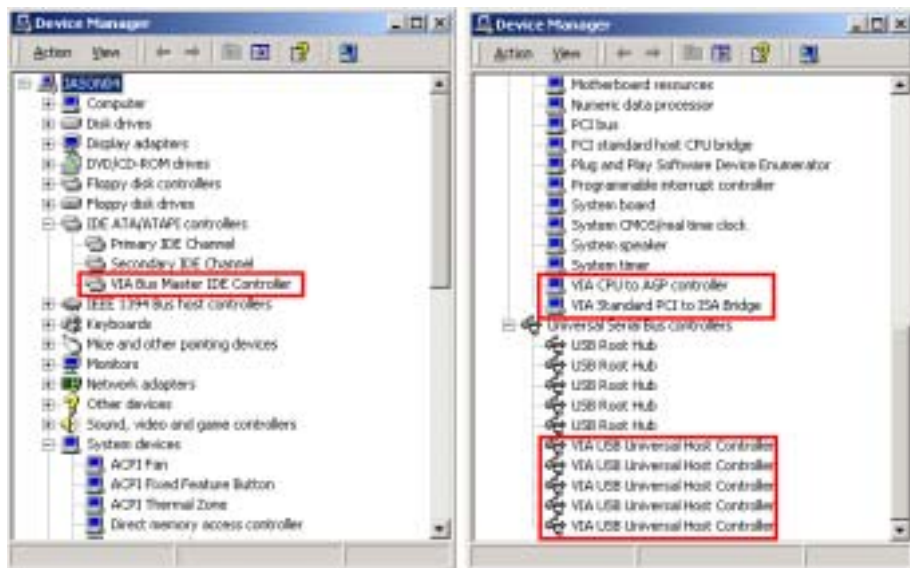 Device Manager
Action View
JASON04
Computer
Disk drives
Display adapters
DVD/CD-ROM drives
Floppy disk controllers
Floppy disk drives
IDE ATA/ATAPI controllers
Primary IDE Channel
Secondary IDE Channel
VIA Bus Master IDE Controller
IEEE 1394 Bus host controllers
Keyboards
Mice and other pointing devices
Monitors
Network adapters
Other devices
Sound, video and game controllers
System devices
ACPI Fan
ACPI Fixed Feature Button
ACPI Thermal Zone
Direct memory access controller
Device Manager
Action View
Motherboard resources
Numeric data processor
PCI bus
PCI standard host CPU bridge
Plug and Play Software Device Enumerator
Programmable interrupt controller
System board
System CMOS/real time clock
System speaker
System timer
VIA CPU to AGP controller
VIA Standard PCI to ISA Bridge
Universal Serial Bus controllers
USB Root Hub
USB Root Hub
USB Root Hub
USB Root Hub
USB Root Hub
VIA USB Universal Host Controller
VIA USB Universal Host Controller
VIA USB Universal Host Controller
VIA USB Universal Host Controller
VIA USB Universal Host Controller